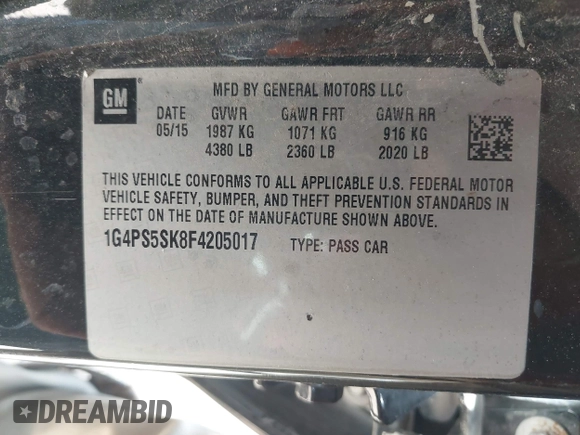 GM
MFD BY GENERAL MOTORS LLC
DATE GVWR GAWR FRT GAWR RR
05/15 1987 KG 1071 KG 916 KG
4380 LB 2360 LB 2020 LB
THIS VEHICLE CONFORMS TO ALL APPLICABLE U.S. FEDERAL MOTOR
VEHICLE SAFETY, BUMPER, AND THEFT PREVENTION STANDARDS IN
EFFECT ON THE DATE OF MANUFACTURE SHOWN ABOVE.
1G4PS5SK8F4205017 TYPE: PASS CAR
DREAMBID